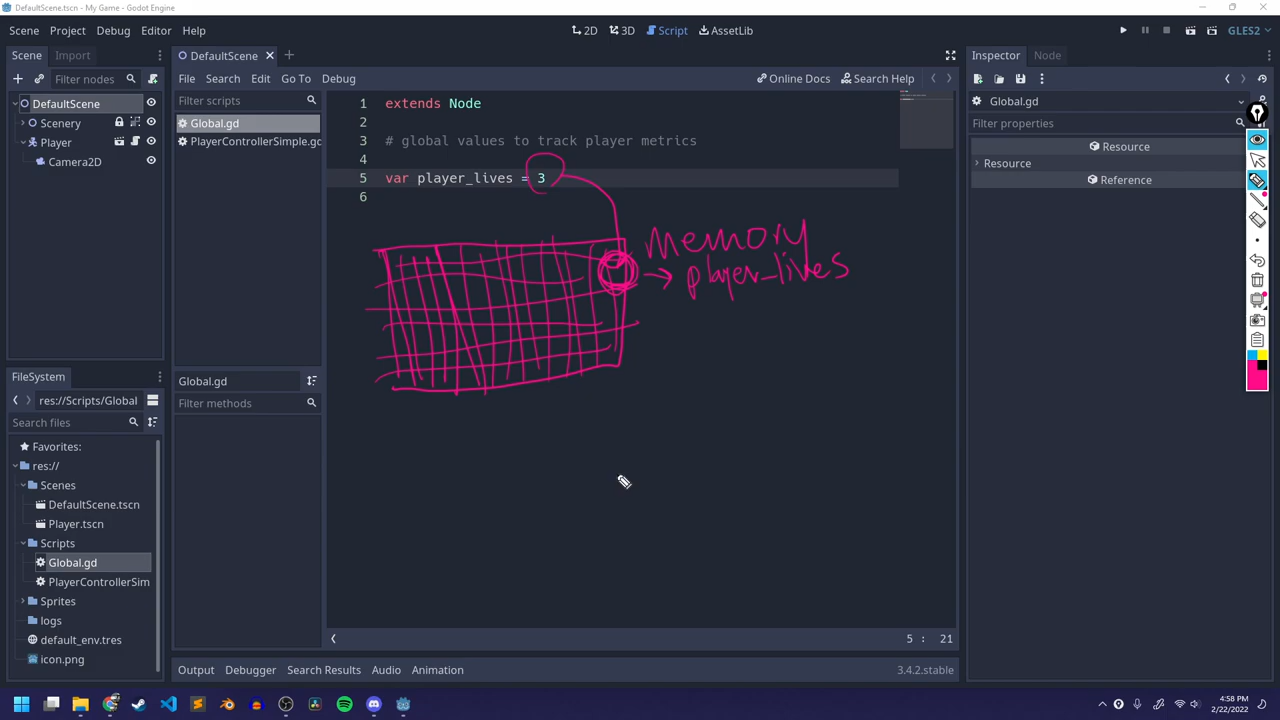 DefaultScene.tscn - My Game - Godot Engine
Scene Project Debug Editor Help
2D 3D Script AssetLib
GLES2
Scene Import
Filter nodes
DefaultScene
Scenery
Player
Camera2D
DefaultScene
File Search Edit Go To Debug
Online Docs Search Help
Filter scripts
Global.gd
PlayerControllerSimple.gd
1 extends Node
2
3 # global values to track player metrics
4
5 var player_lives = 3
6
Memory
→ player_lives
Inspector Node
Global.gd
Filter properties
Resource
Resource
Reference
FileSystem
res://Scripts/Global
Search files
Favorites:
res://
Scenes
DefaultScene.tscn
Player.tscn
Scripts
Global.gd
PlayerControllerSim
Sprites
logs
default_env.tres
icon.png
Global.gd
Filter methods
5 : 21
Output Debugger Search Results Audio Animation
3.4.2.stable
4:58 PM
2/22/2022